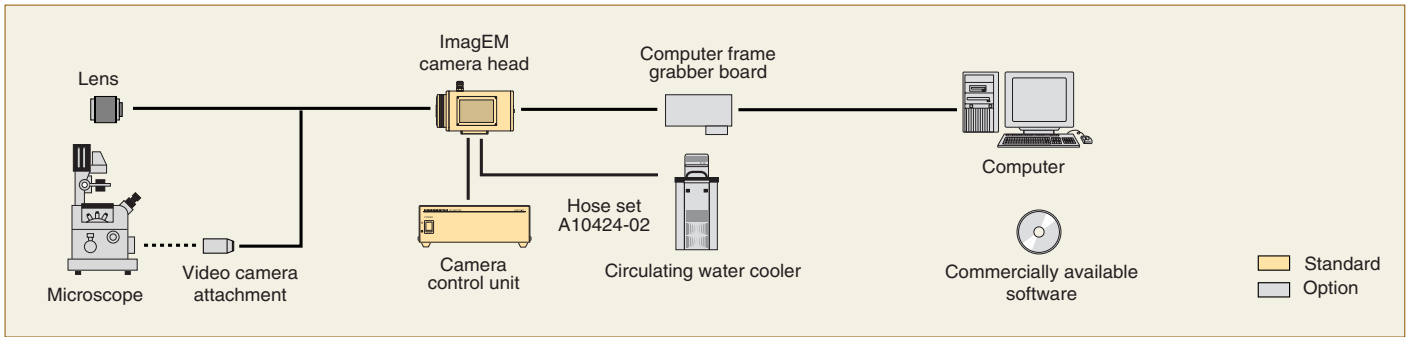 Lens
ImagEM
camera head
Computer frame
grabber board
Computer
Microscope
Video camera
attachment
Camera
control unit
Hose set
A10424-02
Circulating water cooler
Commercially available
software
Standard
Option